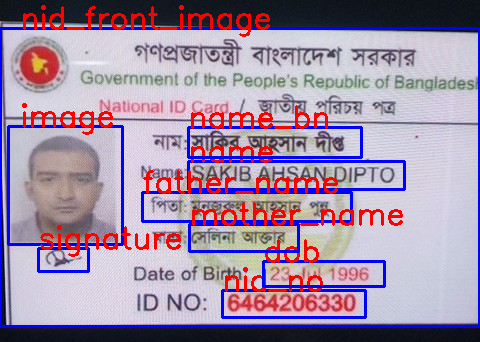 nid_front_image
গণপ্রজাতন্ত্রী বাংলাদেশ সরকার
Government of the People's Republic of Bangladesh
National ID Card / জাতীয় পরিচয় পত্র
image
name_bn
নাম: সাকিব আহসান দীপ্ত
name
Name: SAKIB AHSAN DIPTO
father_name
পিতা: আহসান
mother_name
সেলিনা আক্তার
signature
dob
Date of Birth 23 Jul 1996
nid_no
ID NO: 6464206330